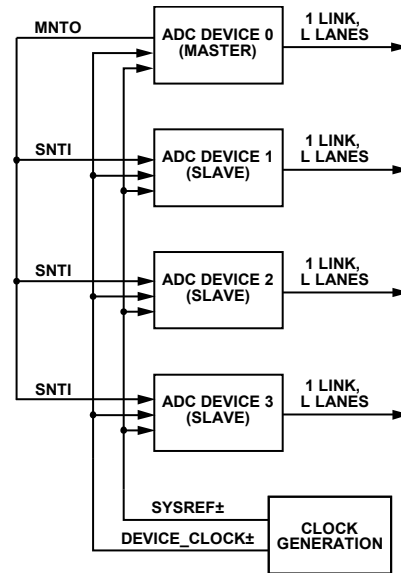 MNTO
ADC DEVICE 0
(MASTER)
1 LINK,
L LANES
SNTI
ADC DEVICE 1
(SLAVE)
1 LINK,
L LANES
SNTI
ADC DEVICE 2
(SLAVE)
1 LINK,
L LANES
SNTI
ADC DEVICE 3
(SLAVE)
1 LINK,
L LANES
SYSREF±
DEVICE_CLOCK±
CLOCK
GENERATION